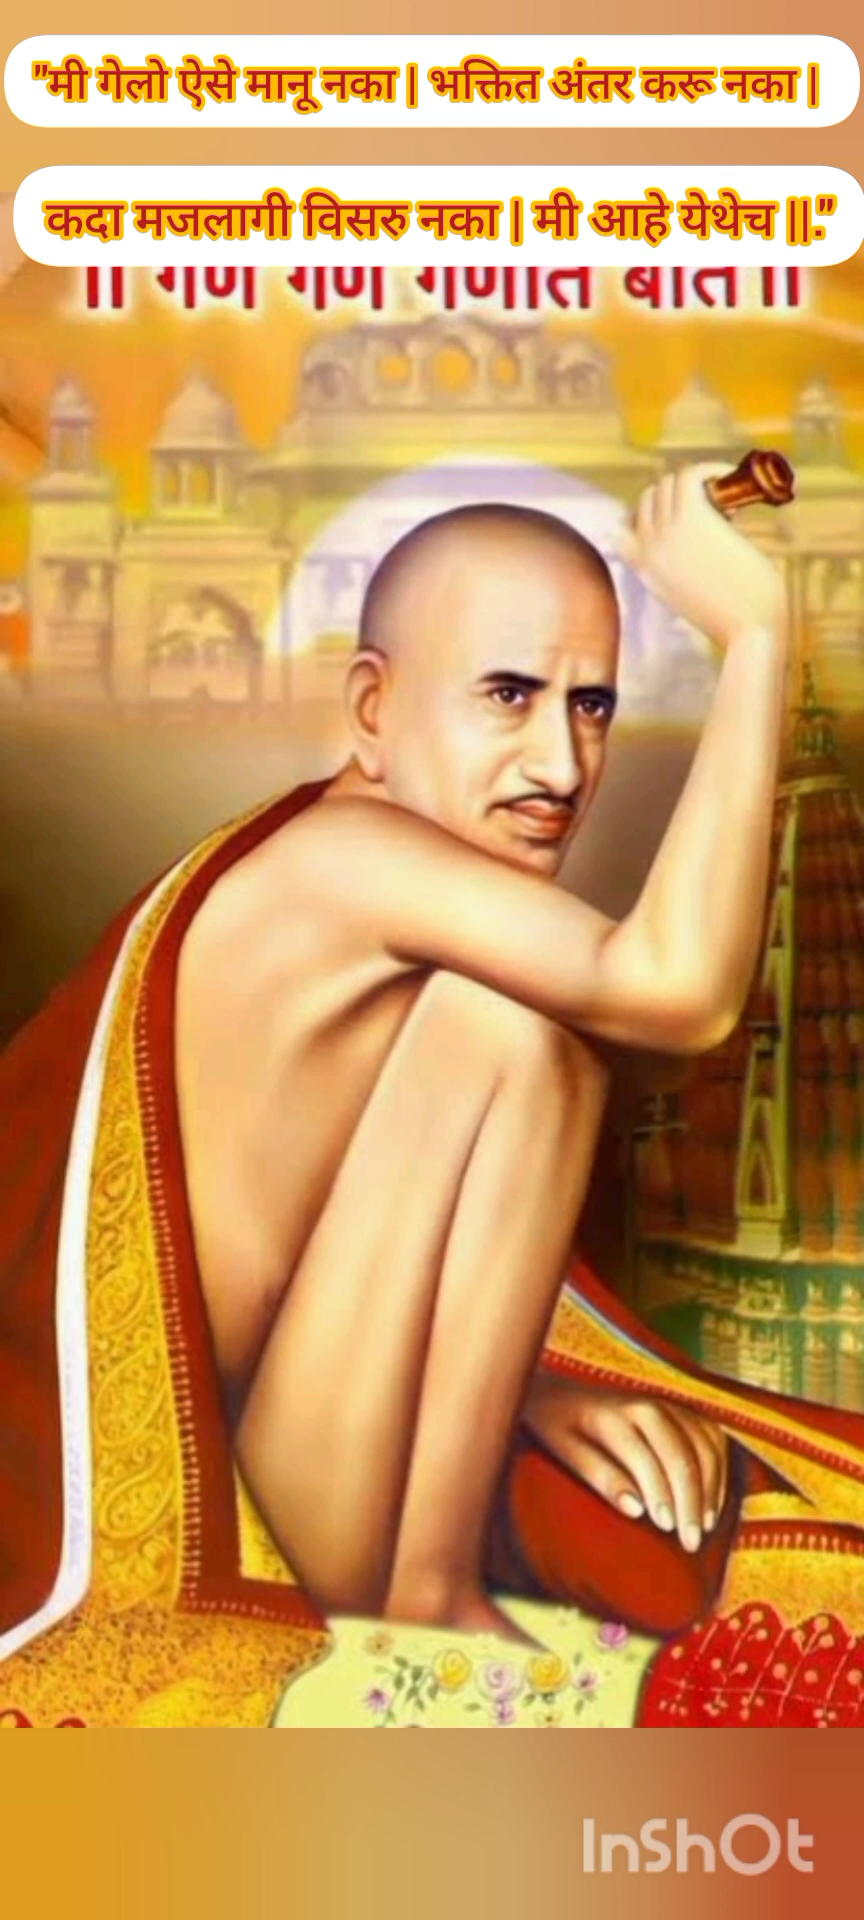 "मी गेलो ऐसे मानू नका | भक्तित अंतर करू नका |
कदा मजलागी विसरु नका | मी आहे येथेच ||."
|| गण गण गणात बोते ||
InShOt